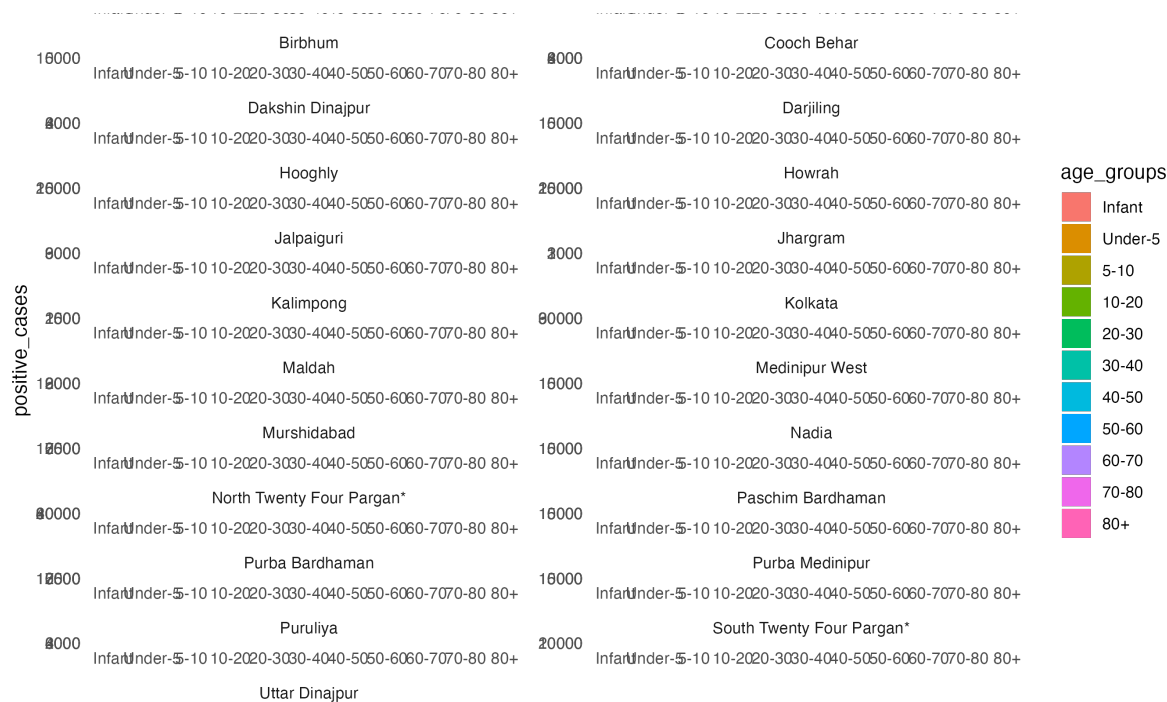 Birbhum
Cooch Behar
Infant Under-5 5-10 10-20 20-30 30-40 40-50 50-60 60-70 70-80 80+
Infant Under-5 5-10 10-20 20-30 30-40 40-50 50-60 60-70 70-80 80+
Dakshin Dinajpur
Darjiling
Infant Under-5 5-10 10-20 20-30 30-40 40-50 50-60 60-70 70-80 80+
Infant Under-5 5-10 10-20 20-30 30-40 40-50 50-60 60-70 70-80 80+
Hooghly
Howrah
Infant Under-5 5-10 10-20 20-30 30-40 40-50 50-60 60-70 70-80 80+
Infant Under-5 5-10 10-20 20-30 30-40 40-50 50-60 60-70 70-80 80+
Jalpaiguri
Jhargram
Infant Under-5 5-10 10-20 20-30 30-40 40-50 50-60 60-70 70-80 80+
Infant Under-5 5-10 10-20 20-30 30-40 40-50 50-60 60-70 70-80 80+
Kalimpong
Kolkata
Infant Under-5 5-10 10-20 20-30 30-40 40-50 50-60 60-70 70-80 80+
Infant Under-5 5-10 10-20 20-30 30-40 40-50 50-60 60-70 70-80 80+
Maldah
Medinipur West
Infant Under-5 5-10 10-20 20-30 30-40 40-50 50-60 60-70 70-80 80+
Infant Under-5 5-10 10-20 20-30 30-40 40-50 50-60 60-70 70-80 80+
Murshidabad
Nadia
Infant Under-5 5-10 10-20 20-30 30-40 40-50 50-60 60-70 70-80 80+
Infant Under-5 5-10 10-20 20-30 30-40 40-50 50-60 60-70 70-80 80+
North Twenty Four Pargan*
Paschim Bardhaman
Infant Under-5 5-10 10-20 20-30 30-40 40-50 50-60 60-70 70-80 80+
Infant Under-5 5-10 10-20 20-30 30-40 40-50 50-60 60-70 70-80 80+
Purba Bardhaman
Purba Medinipur
Infant Under-5 5-10 10-20 20-30 30-40 40-50 50-60 60-70 70-80 80+
Infant Under-5 5-10 10-20 20-30 30-40 40-50 50-60 60-70 70-80 80+
Puruliya
South Twenty Four Pargan*
Infant Under-5 5-10 10-20 20-30 30-40 40-50 50-60 60-70 70-80 80+
Infant Under-5 5-10 10-20 20-30 30-40 40-50 50-60 60-70 70-80 80+
Uttar Dinajpur
positive_cases
age_groups
Infant
Under-5
5-10
10-20
20-30
30-40
40-50
50-60
60-70
70-80
80+